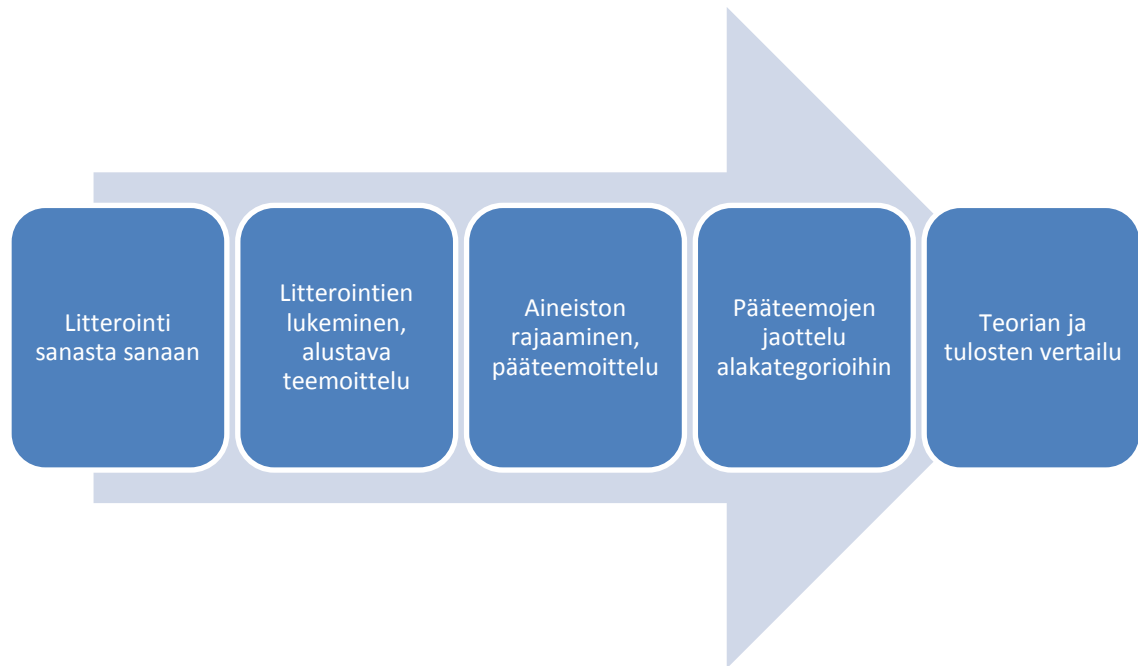 Litterointi
sanasta sanaan
Litterointien
lukeminen,
alustava
teemoittelu
Aineiston
rajaaminen,
pääteemoittelu
Pääteemojen
jaottelu
alakategorioihin
Teorian ja
tulosten vertailu